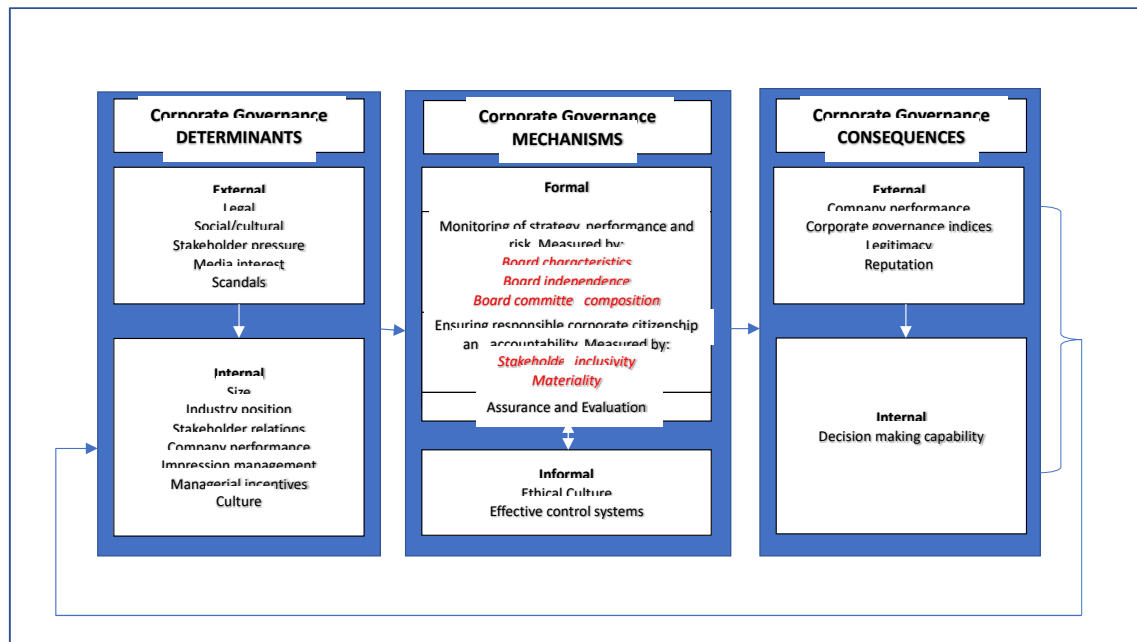 Corporate Governance
DETERMINANTS
External
Legal
Social/cultural
Stakeholder pressure
Media interest
Scandals
Internal
Size
Industry position
Stakeholder relations
Company performance
Impression management
Managerial incentives
Culture
Corporate Governance
MECHANISMS
Formal
Monitoring of strategy, performance and
risk. Measured by:
Board characteristics
Board independence
Board committe composition
Ensuring responsible corporate citizenship
an accountability. Measured by:
Stakeholde inclusivity
Materiality
Assurance and Evaluation
Informal
Ethical Culture
Effective control systems
Corporate Governance
CONSEQUENCES
External
Company performance
Corporate governance indices
Legitimacy
Reputation
Internal
Decision making capability